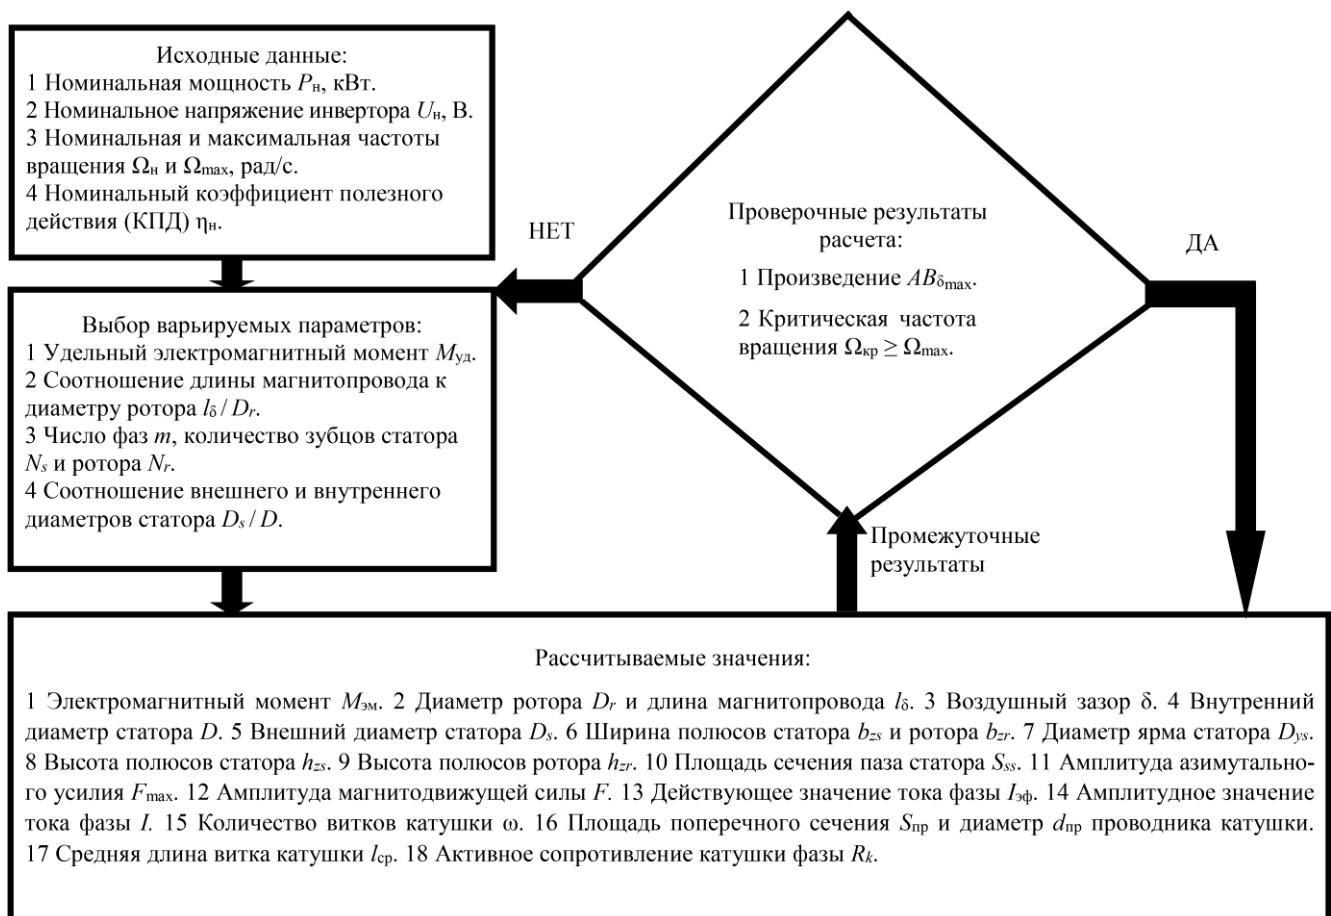 Исходные данные:
1 Номинальная мощность Pн, кВт.
2 Номинальное напряжение инвертора Uн, В.
3 Номинальная и максимальная частоты
вращения Ωн и Ωmax, рад/с.
4 Номинальный коэффициент полезного
действия (КПД) ηн.
Выбор варьируемых параметров:
1 Удельный электромагнитный момент Mуд.
2 Соотношение длины магнитопровода к
диаметру ротора lδ / Dr.
3 Число фаз m, количество зубцов статора
Ns и ротора Nr.
4 Соотношение внешнего и внутреннего
диаметров статора Ds / D.
НЕТ
Проверочные результаты
расчета:
1 Произведение ABδmax.
2 Критическая частота
вращения Ωкр ≥ Ωmax.
ДА
Промежуточные
результаты
Рассчитываемые значения:
1 Электромагнитный момент Mэм. 2 Диаметр ротора Dr и длина магнитопровода lδ. 3 Воздушный зазор δ. 4 Внутренний
диаметр статора D. 5 Внешний диаметр статора Ds. 6 Ширина полюсов статора bzs и ротора bzr. 7 Диаметр ярма статора Dys.
8 Высота полюсов статора hzs. 9 Высота полюсов ротора hzr. 10 Площадь сечения паза статора Sss. 11 Амплитуда азимутально-
го усилия Fmax. 12 Амплитуда магнитодвижущей силы F. 13 Действующее значение тока фазы Iэф. 14 Амплитудное значение
тока фазы I. 15 Количество витков катушки ω. 16 Площадь поперечного сечения Sпр и диаметр dпр проводника катушки.
17 Средняя длина витка катушки lср. 18 Активное сопротивление катушки фазы Rk.